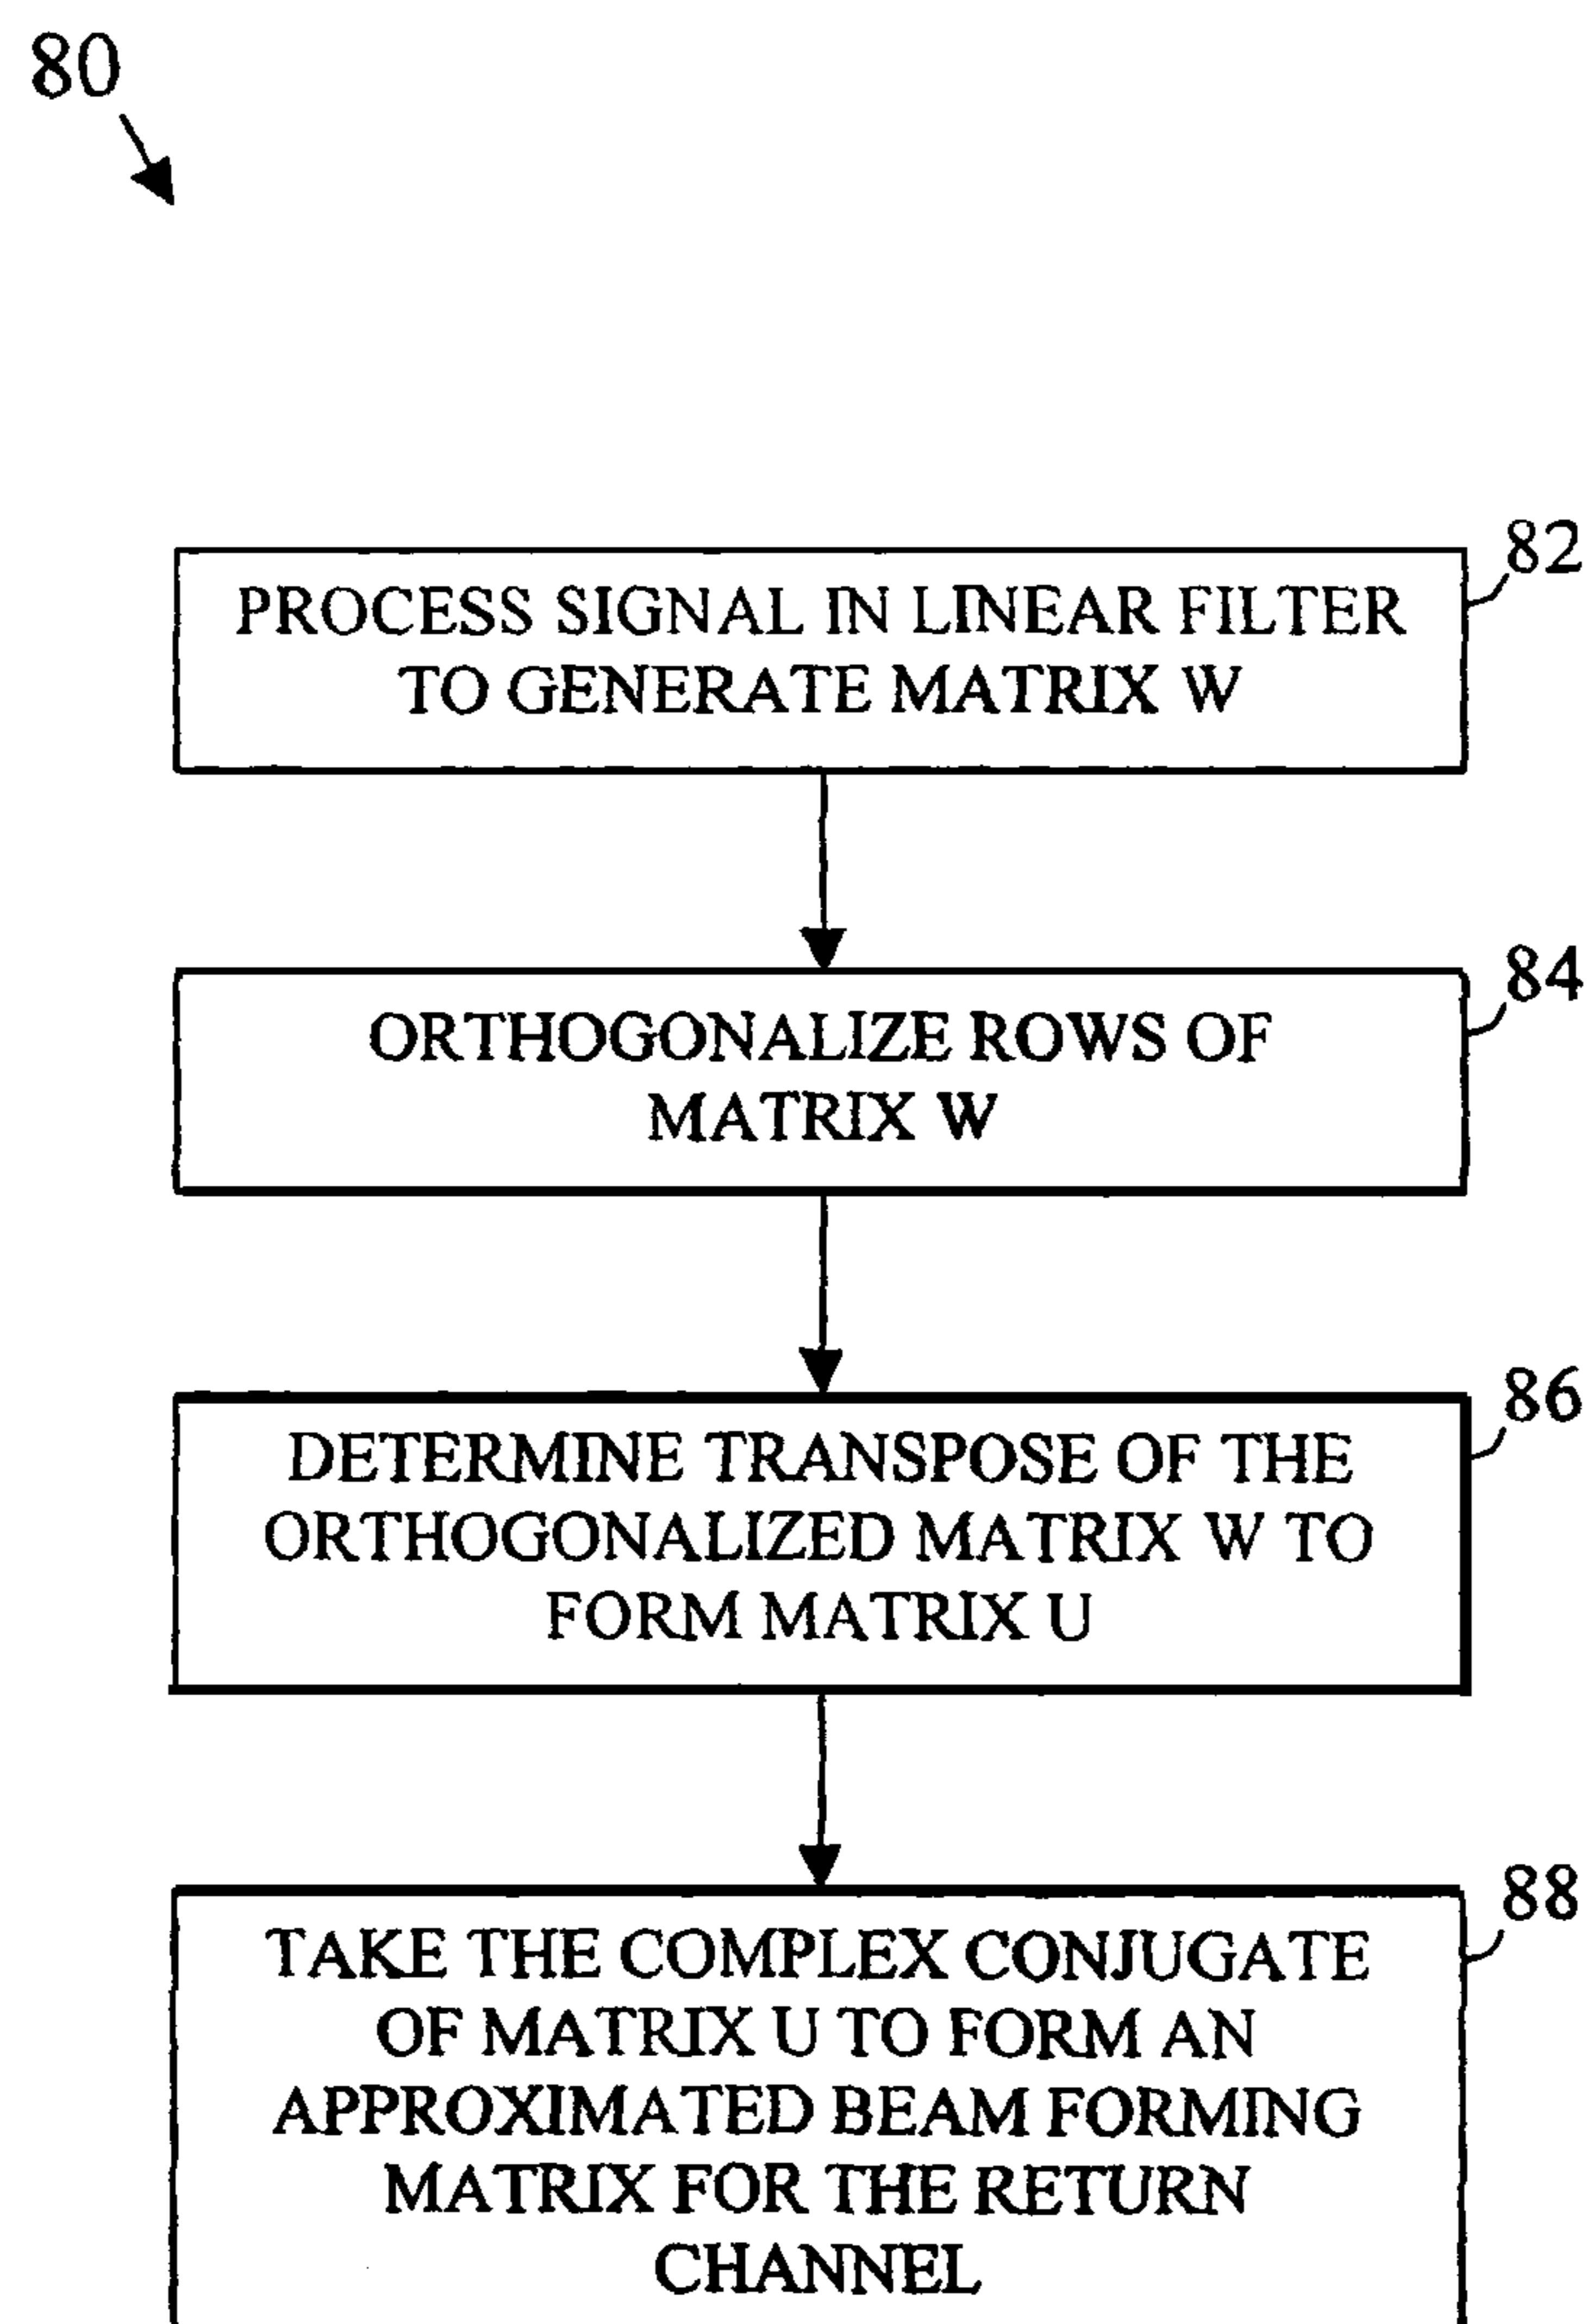 80
82
PROCESS SIGNAL IN LINEAR FILTER
TO GENERATE MATRIX W
84
ORTHOGONALIZE ROWS OF
MATRIX W
86
DETERMINE TRANSPOSE OF THE
ORTHOGONALIZED MATRIX W TO
FORM MATRIX U
88
TAKE THE COMPLEX CONJUGATE
OF MATRIX U TO FORM AN
APPROXIMATED BEAM FORMING
MATRIX FOR THE RETURN
CHANNEL